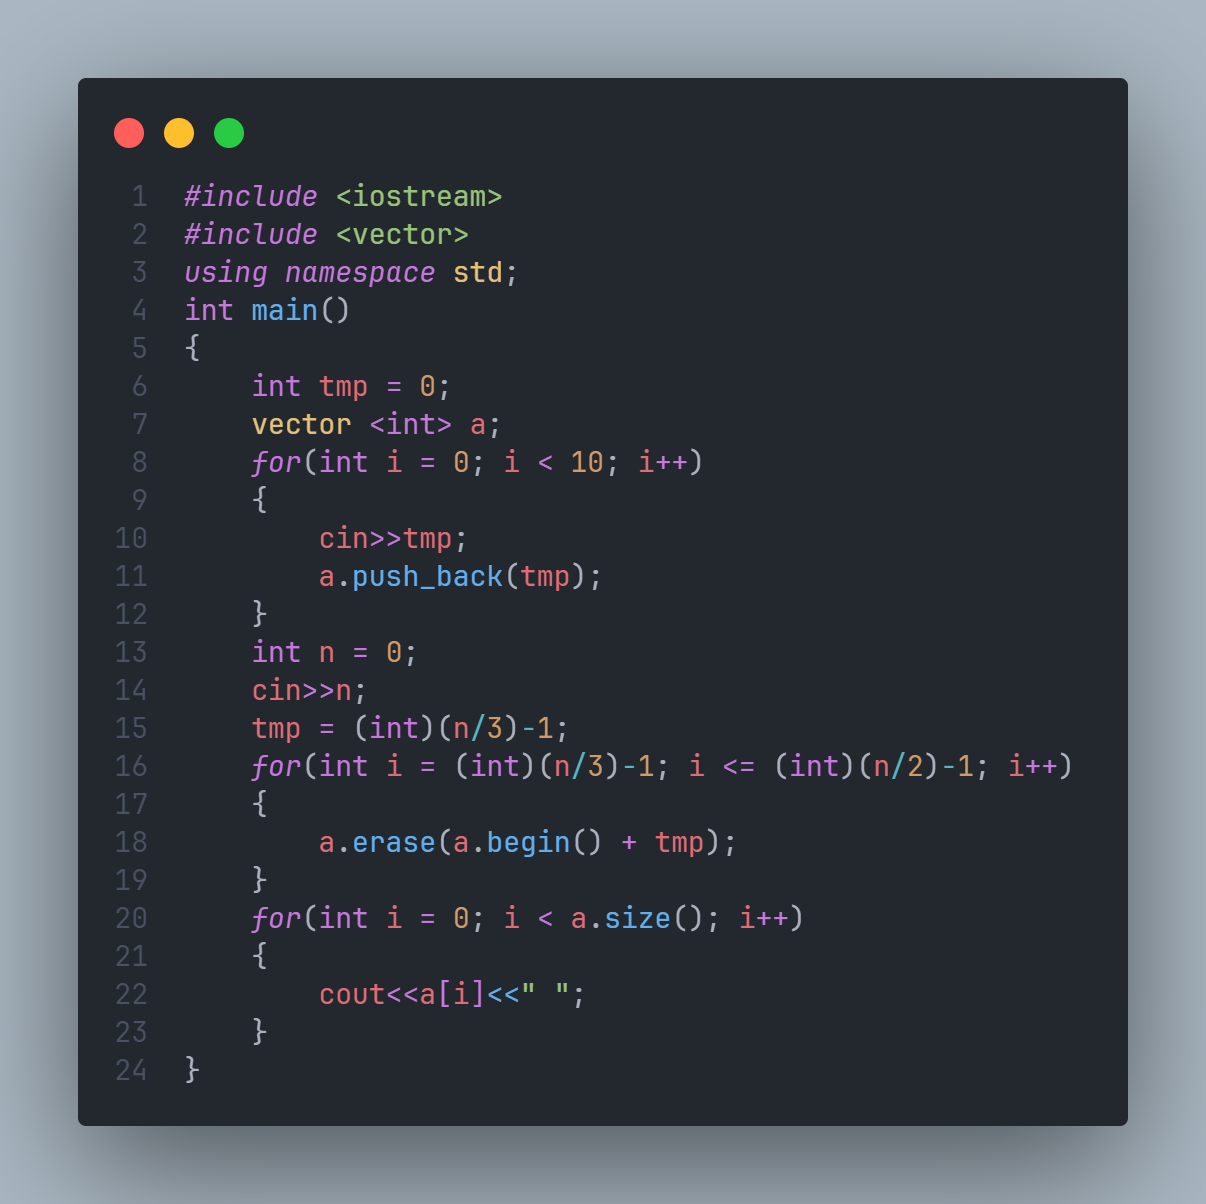 1 #include <iostream>
2 #include <vector>
3 using namespace std;
4 int main()
5 {
6     int tmp = 0;
7     vector <int> a;
8     for(int i = 0; i < 10; i++)
9     {
10         cin>>tmp;
11         a.push_back(tmp);
12     }
13     int n = 0;
14     cin>>n;
15     tmp = (int)(n/3)-1;
16     for(int i = (int)(n/3)-1; i <= (int)(n/2)-1; i++)
17     {
18         a.erase(a.begin() + tmp);
19     }
20     for(int i = 0; i < a.size(); i++)
21     {
22         cout<<a[i]<<" ";
23     }
24 }